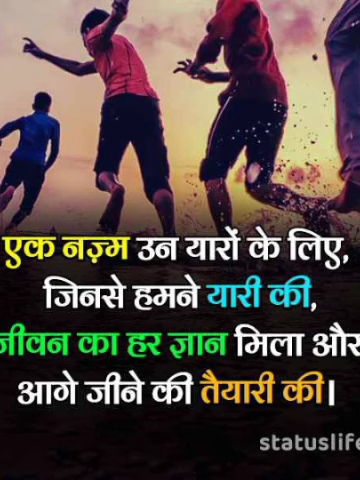 एक नज़्म उन यारों के लिए,
जिनसे हमने यारी की,
जीवन का हर ज्ञान मिला और
आगे जीने की तैयारी की।
statuslife